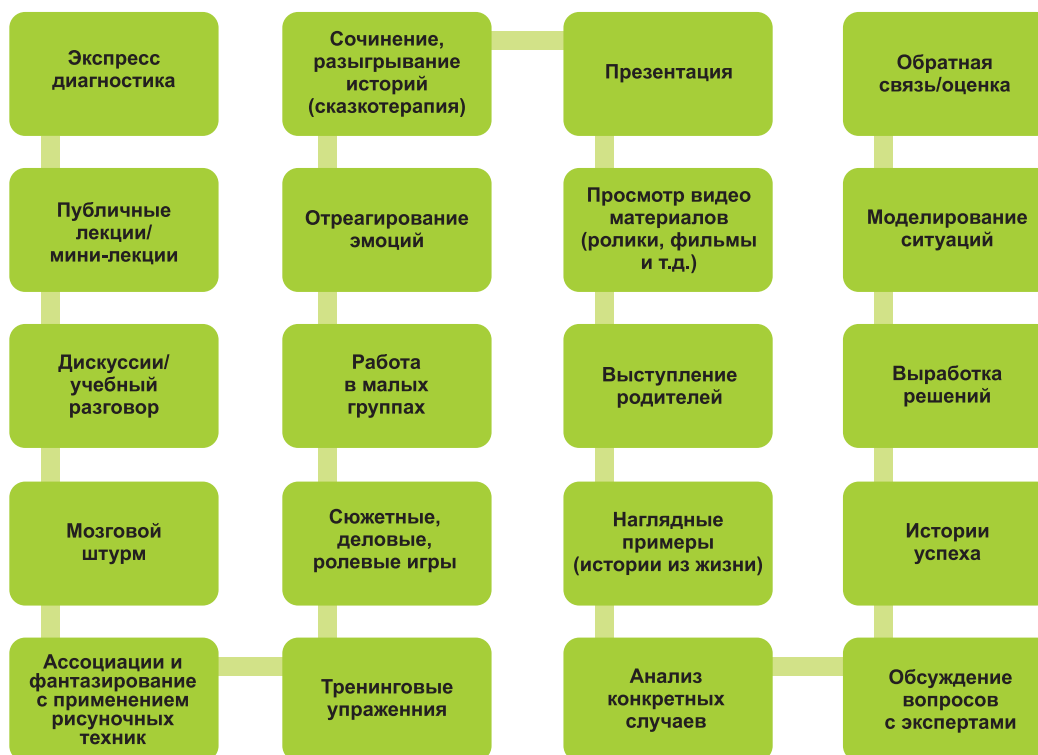 Экспресс
диагностика
Публичные
лекции/
мини-лекции
Дискуссии/
учебный
разговор
Мозговой
штурм
Ассоциации и
фантазирование
с применением
рисуночных
техник
Тренинговые
упраженния
Сюжетные,
деловые,
ролевые игры
Работа
в малых
группах
Отреагирование
эмоций
Сочинение,
разыгрывание
историй
(сказкотерапия)
Презентация
Просмотр видео
материалов
(ролики, фильмы
и т.д.)
Выступление
родителей
Наглядные
примеры
(истории из жизни)
Анализ
конкретных
случаев
Обсуждение
вопросов
с экспертами
Истории
успеха
Выработка
решений
Моделирование
ситуаций
Обратная
связь/оценка